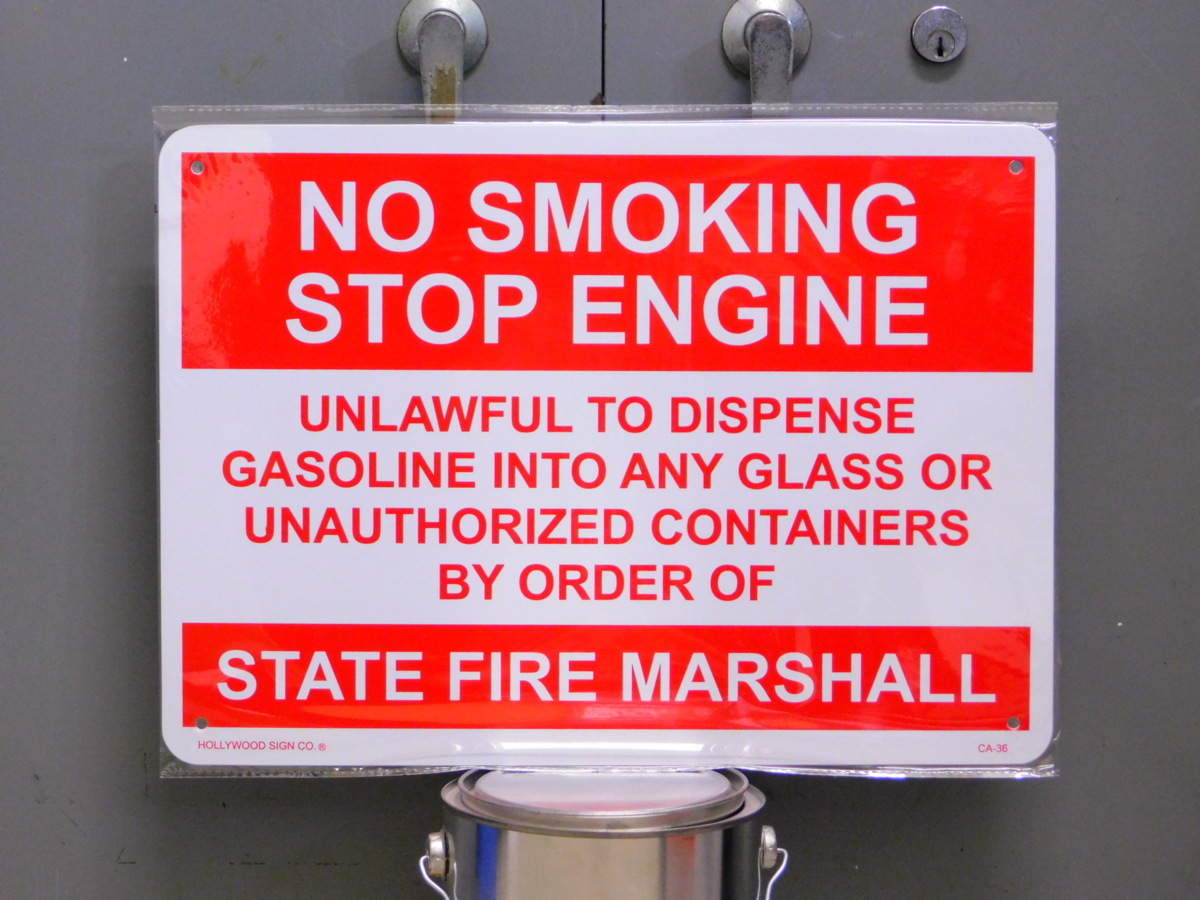 NO SMOKING
STOP ENGINE
UNLAWFUL TO DISPENSE
GASOLINE INTO ANY GLASS OR
UNAUTHORIZED CONTAINERS
BY ORDER OF
STATE FIRE MARSHALL
HOLLYWOOD SIGN CO.® CA-36